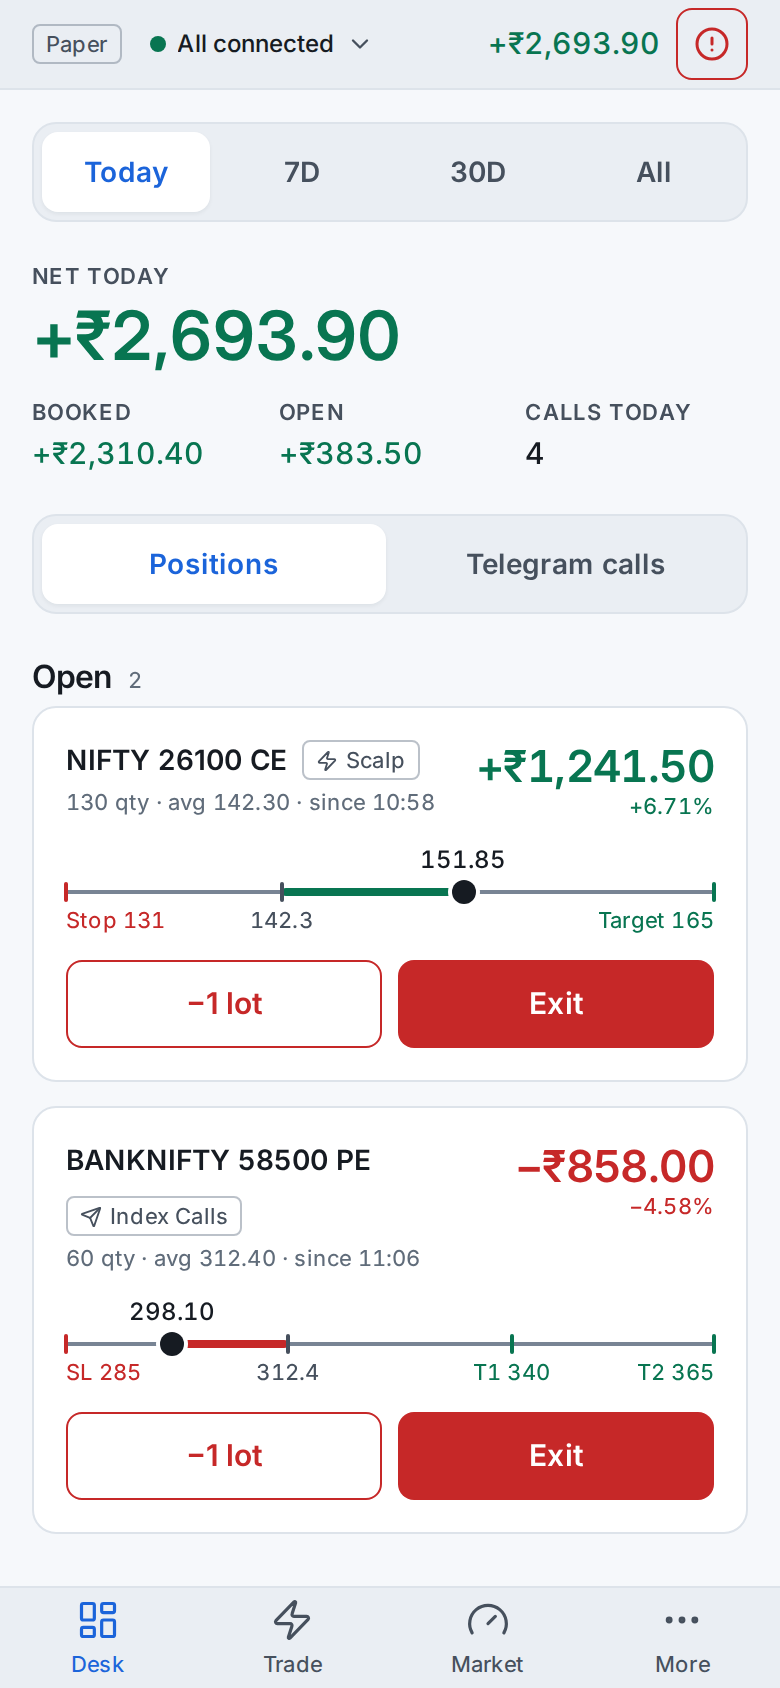 Paper All connected +₹2,693.90
Today 7D 30D All
NET TODAY
+₹2,693.90
BOOKED OPEN CALLS TODAY
+₹2,310.40 +₹383.50 4
Positions Telegram calls
Open 2
NIFTY 26100 CE Scalp +₹1,241.50
130 qty · avg 142.30 · since 10:58 +6.71%
151.85
Stop 131 142.3 Target 165
−1 lot Exit
BANKNIFTY 58500 PE −₹858.00
Index Calls −4.58%
60 qty · avg 312.40 · since 11:06
298.10
SL 285 312.4 T1 340 T2 365
−1 lot Exit
Desk Trade Market More